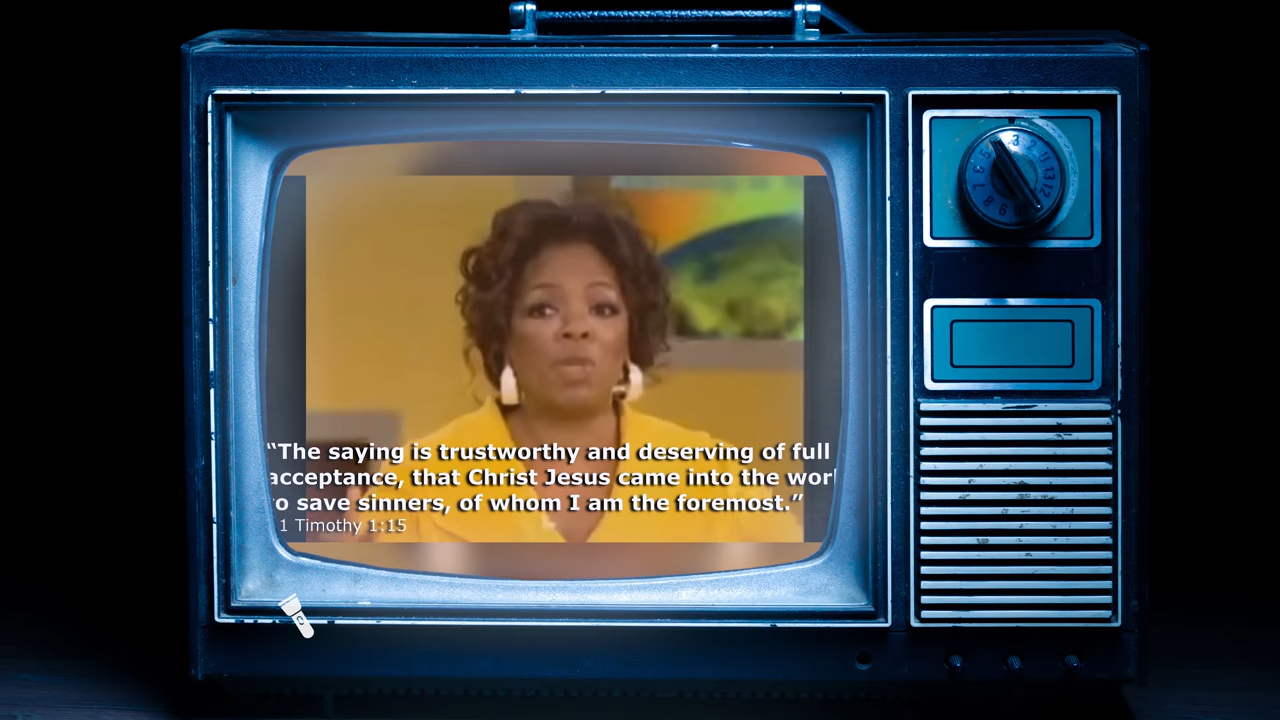 “The saying is trustworthy and deserving of full
acceptance, that Christ Jesus came into the worl
o save sinners, of whom I am the foremost.”
1 Timothy 1:15